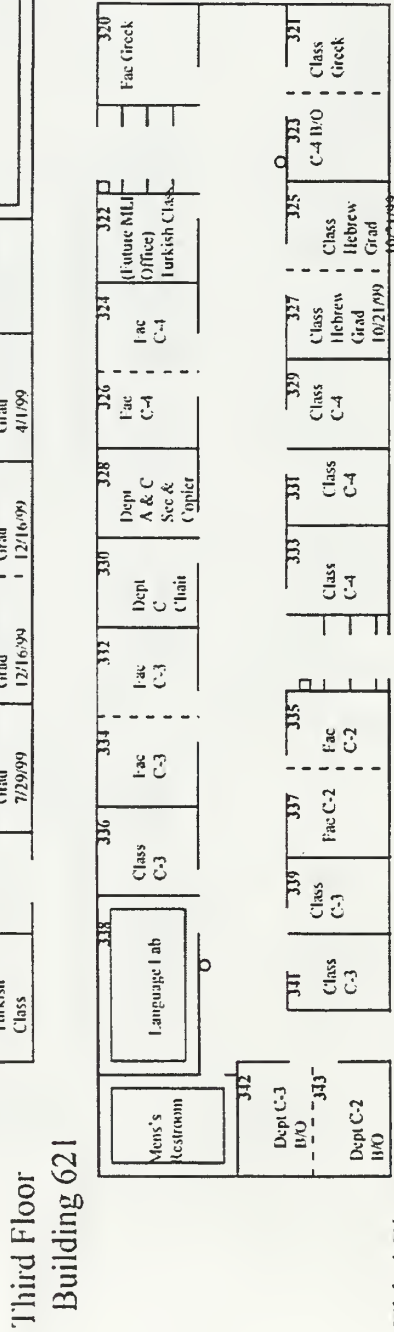 Third Floor
Building 621
Turkish
Class
Grad
7/29/99
Grad
12/16/99
Grad
12/16/99
Grad
4/1/99
338
Language Lab
336
Class
C-3
334
Fac
C-3
332
Fac
C-3
330
Dept
C
Chair
328
Dept
A & C
Sec &
Copier
326
Fac
C-4
324
Fac
C-4
322
(Future MLI
Office)
Turkish Class
320
Fac Greek
Mens's
Restroom
342
Dept C-3
B/O
343
Dept C-2
B/O
341
Class
C-3
339
Class
C-3
337
Fac C-2
335
Fac
C-2
333
Class
C-4
331
Class
C-4
329
Class
C-4
327
Class
Hebrew
Grad
10/21/99
325
Class
Hebrew
Grad
10/21/99
323
C-4 B/O
321
Class
Greek